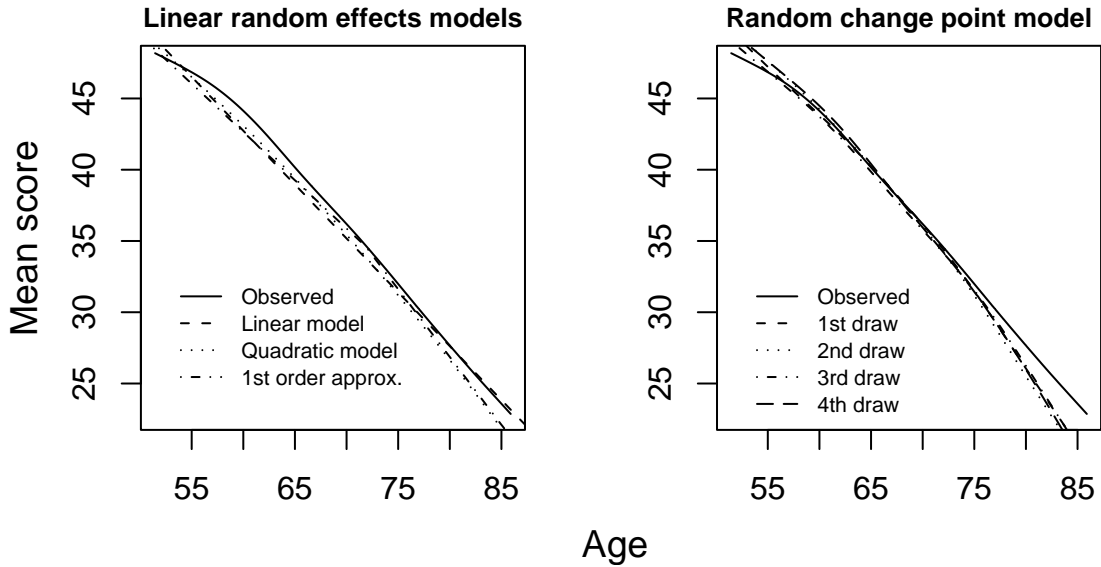 Linear random effects models
Mean score
45
40
35
30
25
Observed
Linear model
Quadratic model
1st order approx.
55 65 75 85
Random change point model
45
40
35
30
25
Observed
1st draw
2nd draw
3rd draw
4th draw
55 65 75 85
Age